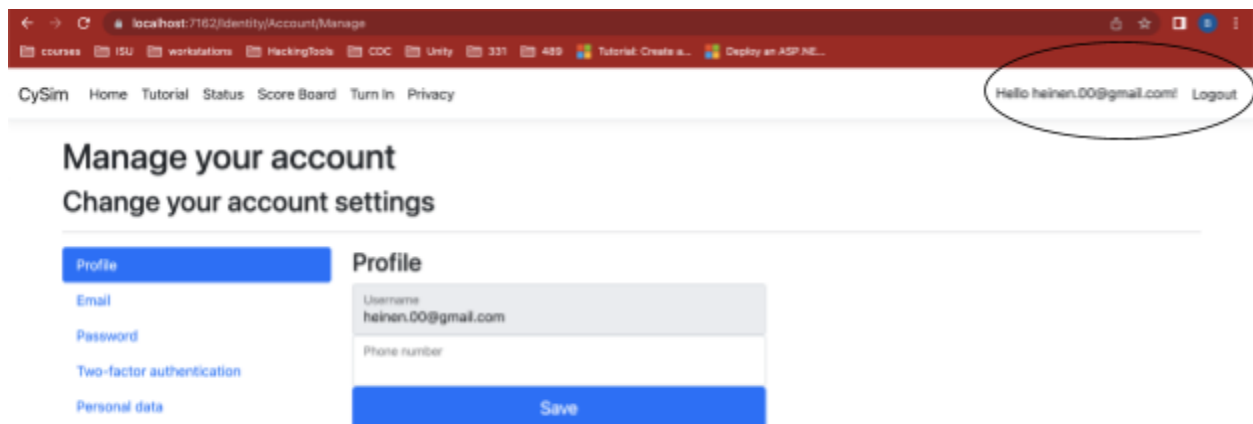 localhost:7162/Identity/Account/Manage
courses ISU workstations HackingTools CDC Unity 331 489 Tutorial: Create a... Deploy an ASP.NE...
CySim Home Tutorial Status Score Board Turn In Privacy Hello heinen.00@gmail.com! Logout
Manage your account
Change your account settings
Profile
Email
Password
Two-factor authentication
Personal data
Profile
Username
heinen.00@gmail.com
Phone number
Save